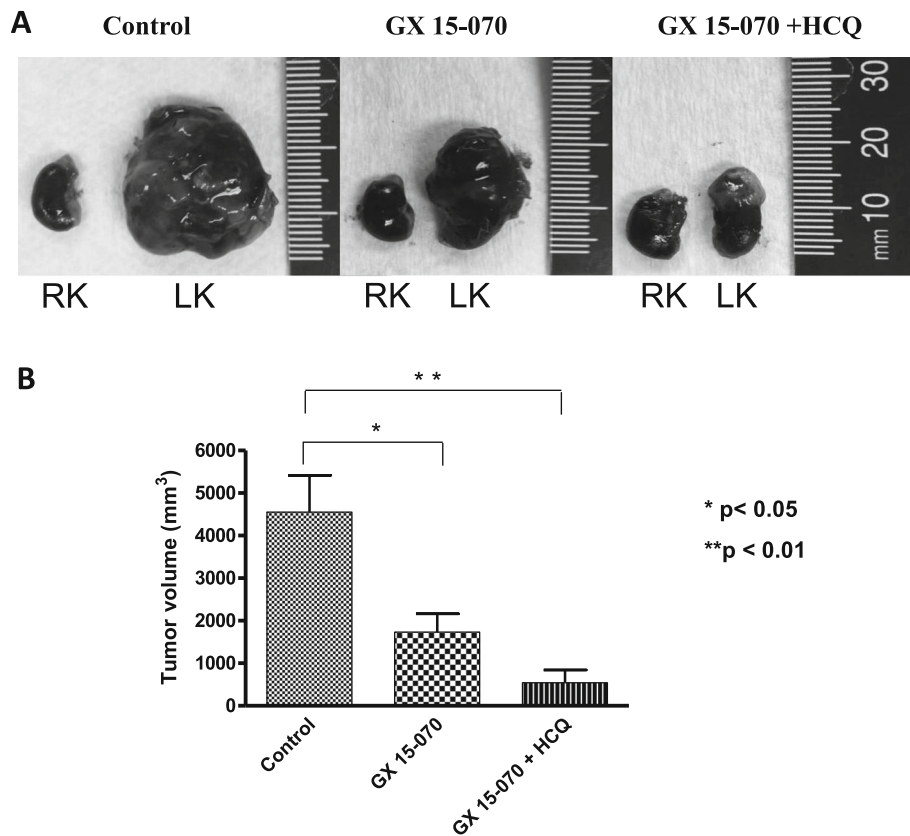 A
Control GX 15-070 GX 15-070 +HCQ
30
20
10
mm
RK LK RK LK RK LK
B
* *
*
6000
5000
4000
3000
2000
1000
0
Tumor volume (mm³)
* p< 0.05
**p < 0.01
Control
GX 15-070
GX 15-070 + HCQ